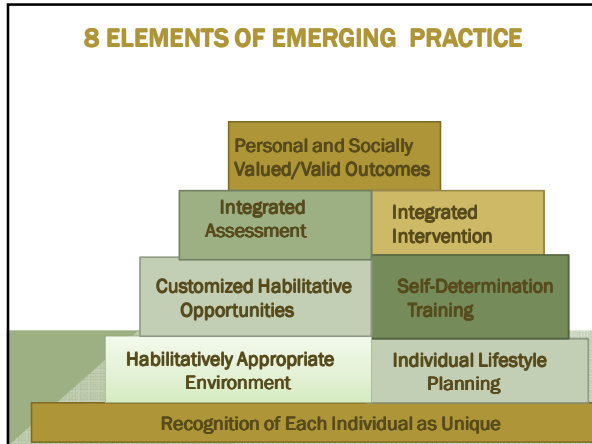 8 ELEMENTS OF EMERGING PRACTICE
Personal and Socially
Valued/Valid Outcomes
Integrated
Assessment
Integrated
Intervention
Customized Habilitative
Opportunities
Self-Determination
Training
Habilitatively Appropriate
Environment
Individual Lifestyle
Planning
Recognition of Each Individual as Unique